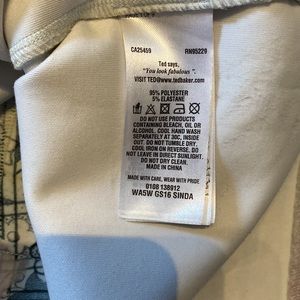 CA25459 RN95229
Ted says,
"You look fabulous ".
VISIT TED@www.tedbaker.com
95% POLYESTER
5% ELASTANE
DO NOT USE PRODUCTS
CONTAINING BLEACH, OIL OR
ALCOHOL. COOL HAND WASH
SEPARATELY AT 30C, INSIDE
OUT. DO NOT TUMBLE DRY.
COOL IRON ON REVERSE. DO NOT
DRY IN DIRECT SUNLIGHT.
DO NOT DRY CLEAN.
MADE IN CHINA
MADE WITH CARE, WEAR WITH PRIDE
9108 138912
WA5W GS16 SINDA